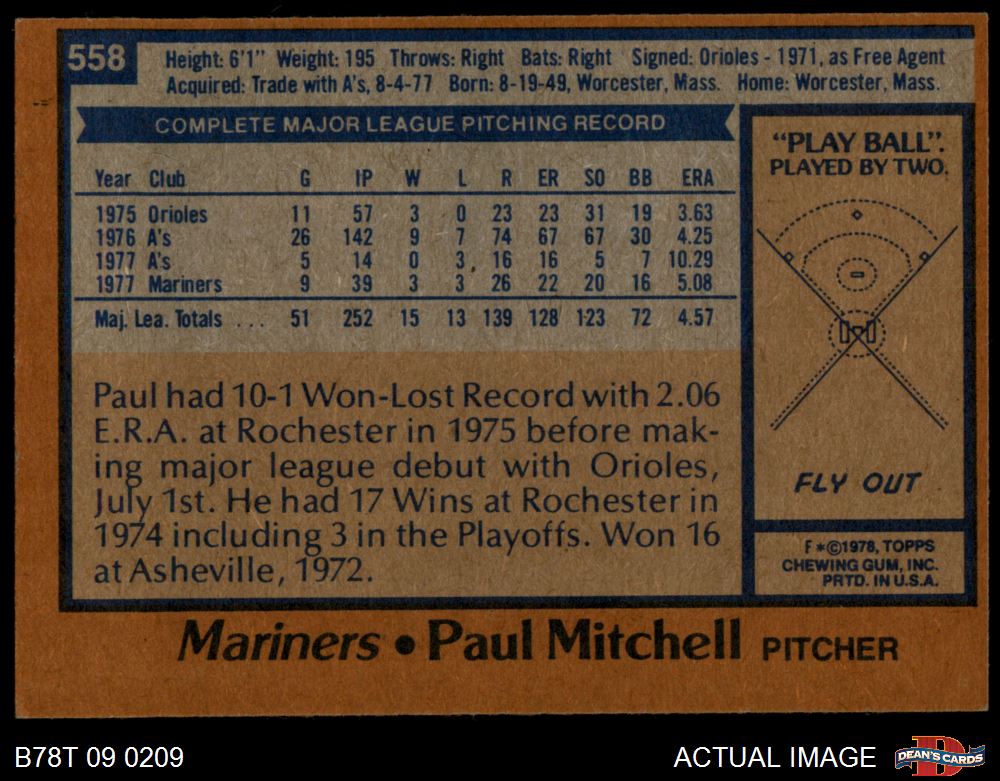 558
Height: 6'1" Weight: 195 Throws: Right Bats: Right Signed: Orioles - 1971, as Free Agent
Acquired: Trade with A's, 8-4-77 Born: 8-19-49, Worcester, Mass. Home: Worcester, Mass.
COMPLETE MAJOR LEAGUE PITCHING RECORD
Year Club G IP W L R ER SO BB ERA
1975 Orioles 11 57 3 0 23 23 31 19 3.63
1976 A's 26 142 9 7 74 67 67 30 4.25
1977 A's 5 14 0 3 16 16 5 7 10.29
1977 Mariners 9 39 3 3 26 22 20 16 5.08
Maj. Lea. Totals ... 51 252 15 13 139 128 123 72 4.57
Paul had 10-1 Won-Lost Record with 2.06
E.R.A. at Rochester in 1975 before mak-
ing major league debut with Orioles,
July 1st. He had 17 Wins at Rochester in
1974 including 3 in the Playoffs. Won 16
at Asheville, 1972.
"PLAY BALL".
PLAYED BY TWO.
FLY OUT
F*©1978, TOPPS
CHEWING GUM, INC.
PRTD. IN U.S.A.
Mariners • Paul Mitchell PITCHER
B78T 09 0209
ACTUAL IMAGE
D
DEAN'S CARDS